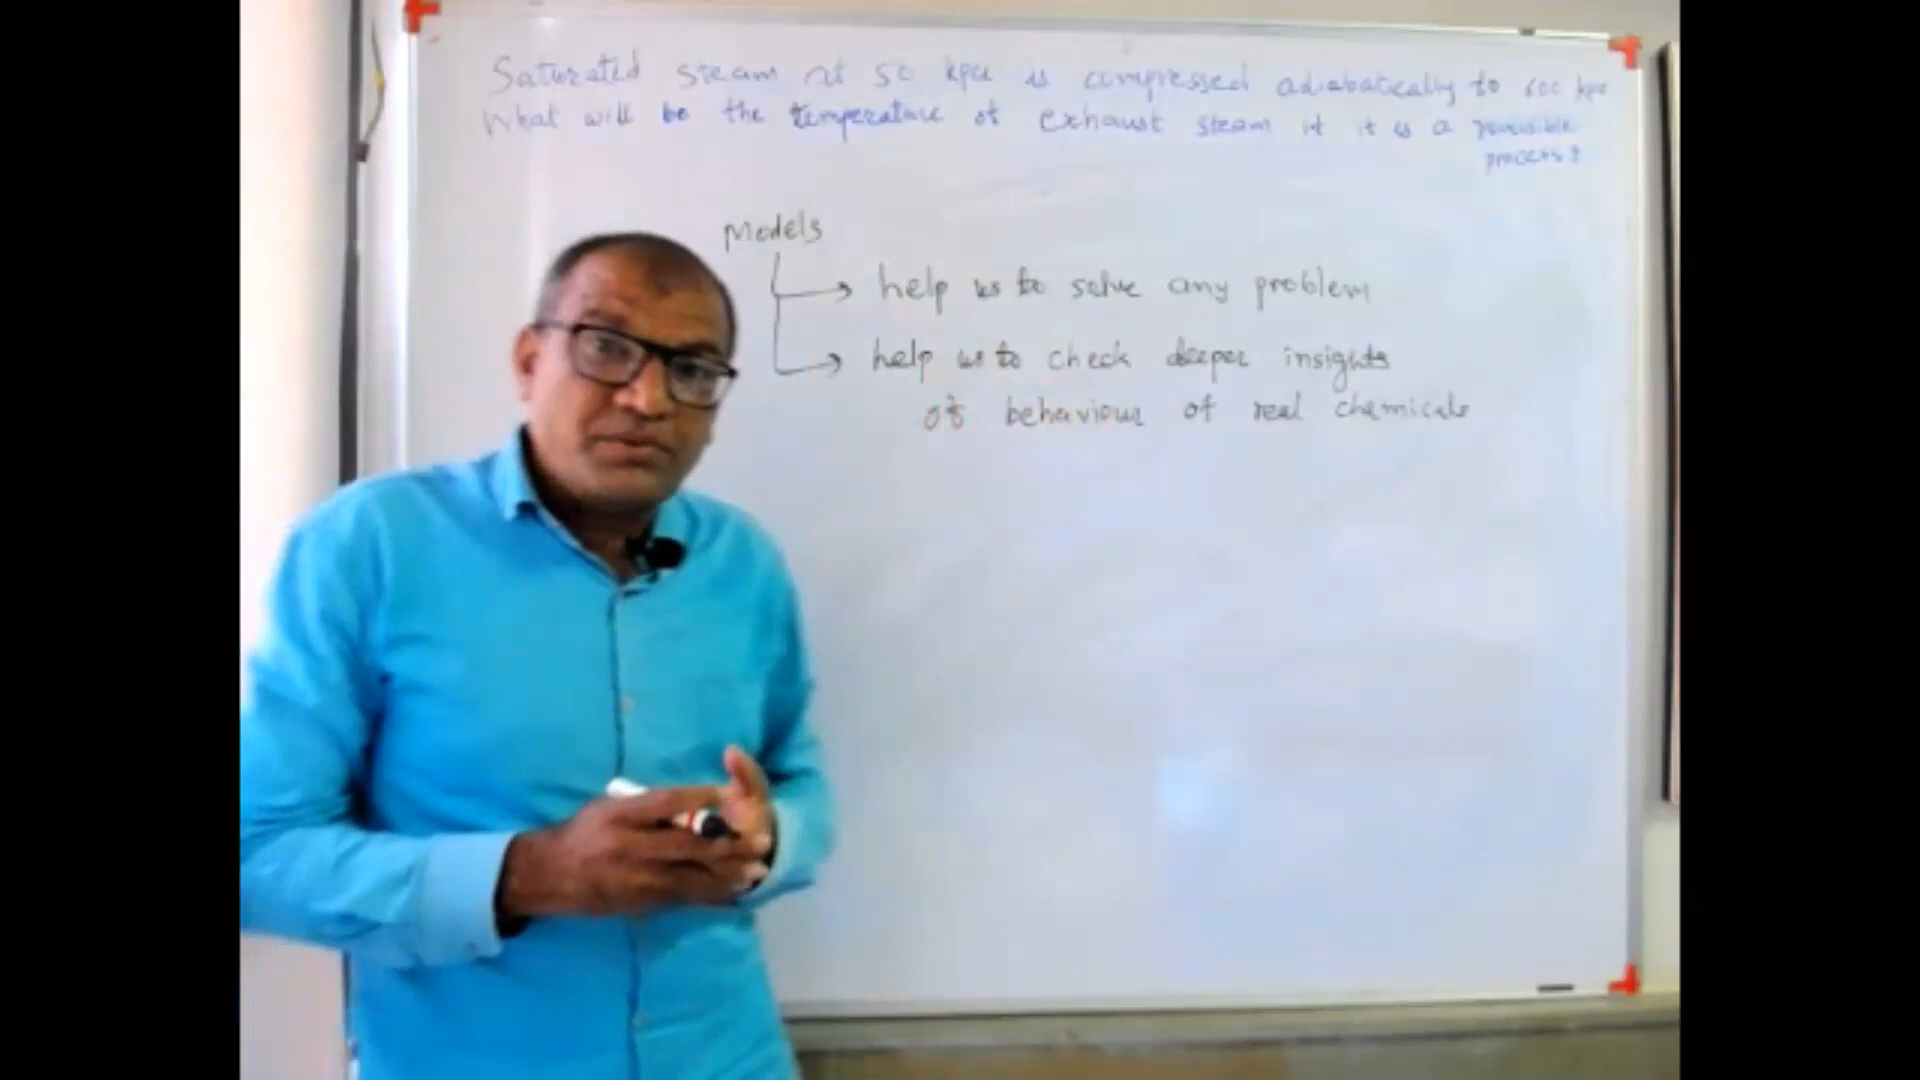 Saturated steam at 50 kpa is compressed adiabatically to 600 kpa
What will be the temperature of exhaust steam if it is a reversible
process?
Models
help us to solve any problem
help us to check deeper insights
of behaviour of real chemicals